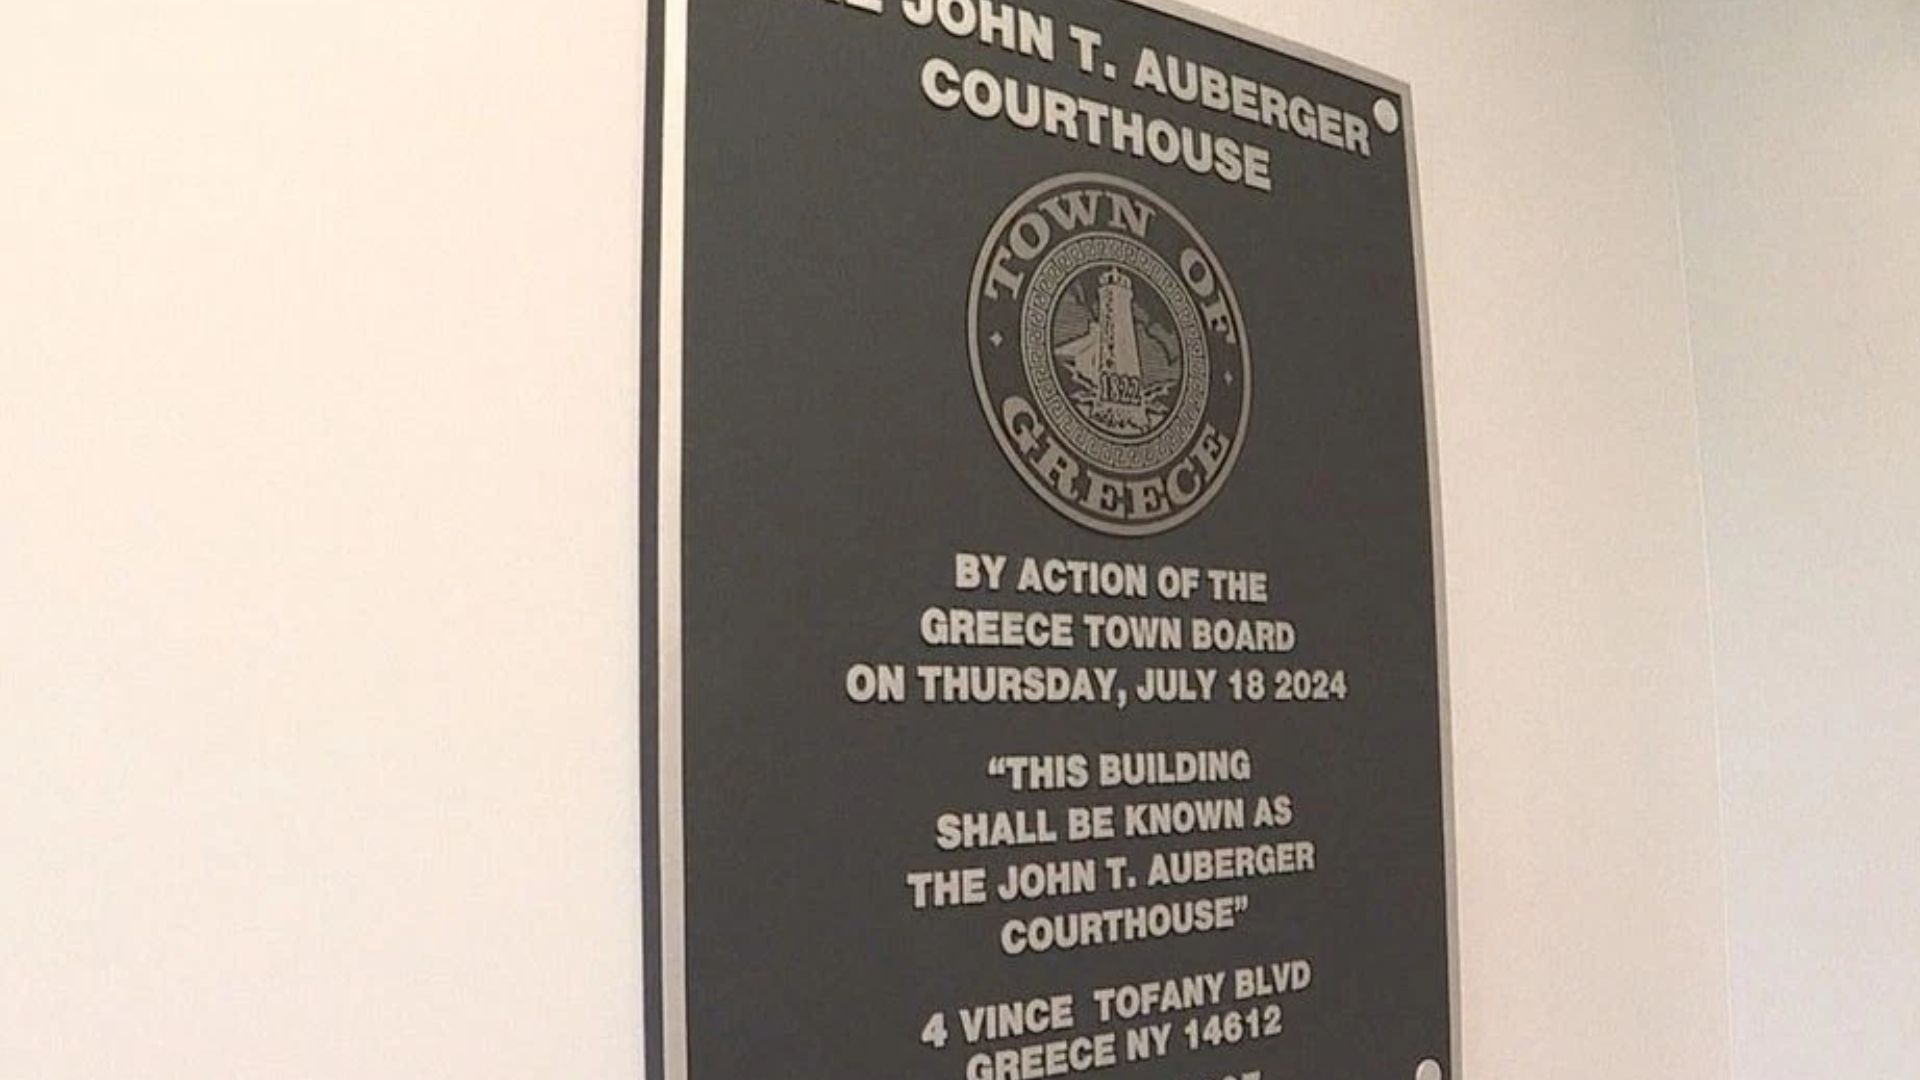 JOHN T. AUBERGER
COURTHOUSE
TOWN OF
1822
GREECE
BY ACTION OF THE
GREECE TOWN BOARD
ON THURSDAY, JULY 18 2024
“THIS BUILDING
SHALL BE KNOWN AS
THE JOHN T. AUBERGER
COURTHOUSE”
4 VINCE TOFANY BLVD
GREECE NY 14612